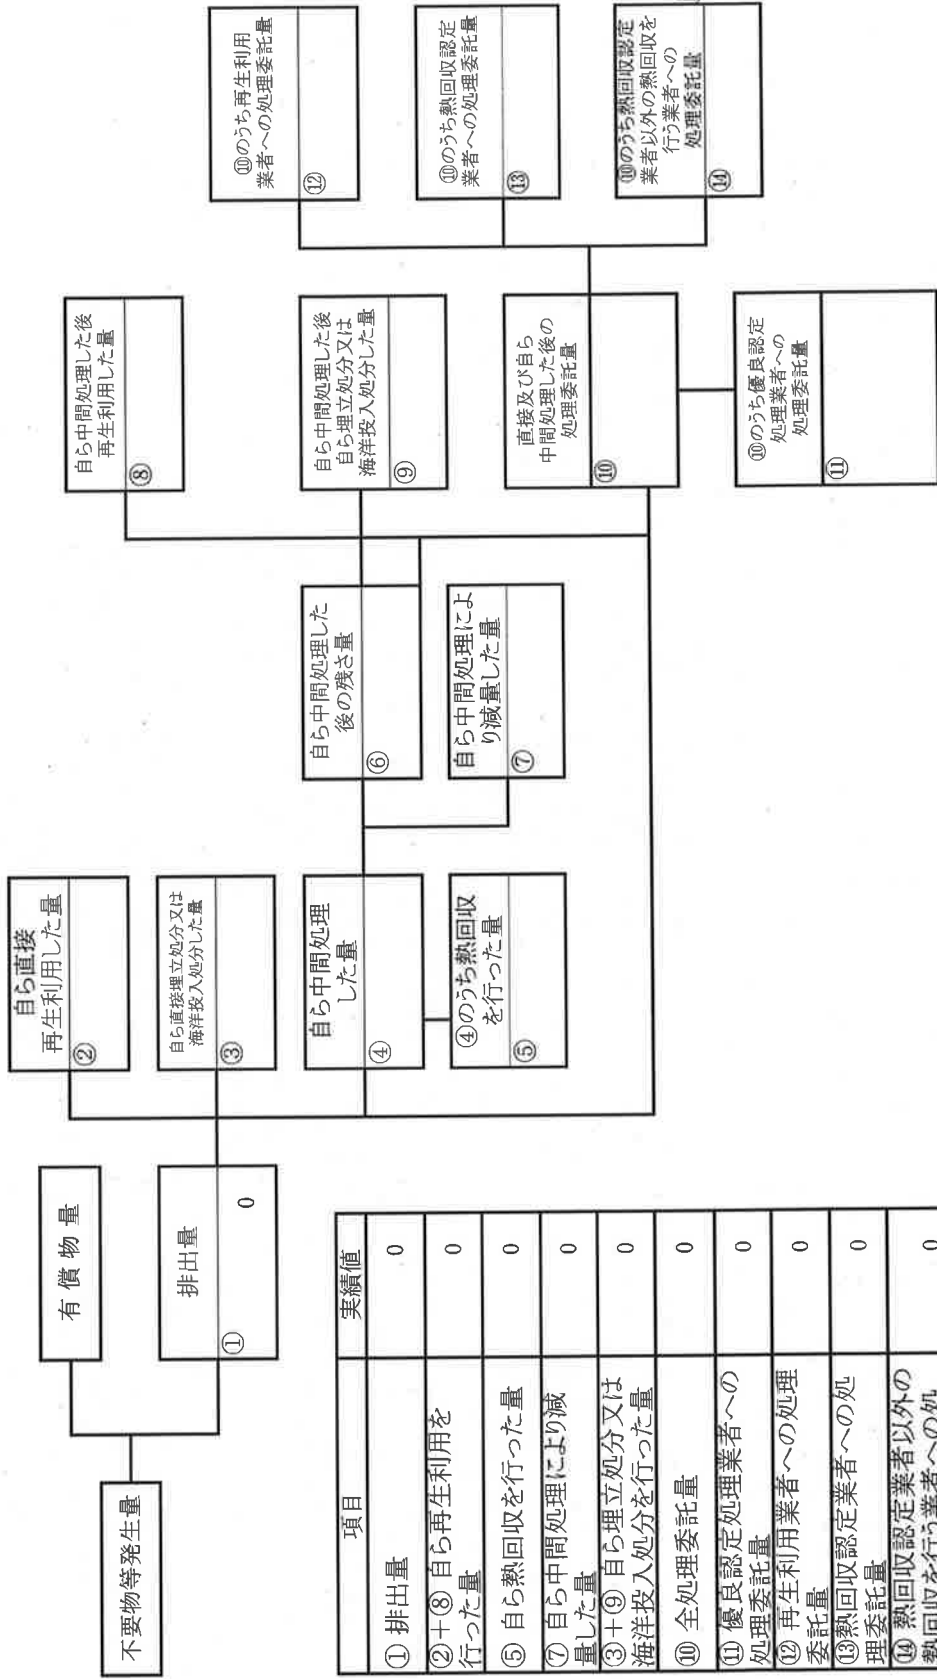 不要物等発生量
有償物量
排出量
①
0
自ら直接
再生利用した量
②
自ら直接埋立処分又は
海洋投入処分した量
③
自ら中間処理
した量
④
④のうち熱回収
を行った量
⑤
自ら中間処理した
後の残さ量
⑥
自ら中間処理によ
り減量した量
⑦
自ら中間処理した後
再生利用した量
⑧
自ら中間処理した後
自ら埋立処分又は
海洋投入処分した量
⑨
直接及び自ら
中間処理した後の
処理委託量
⑩
⑩のうち優良認定
処理業者への
処理委託量
⑪
⑩のうち再生利用
業者への処理委託量
⑫
⑩のうち熱回収認定
業者への処理委託量
⑬
⑩のうち熱回収認定
業者以外の熱回収を
行う業者への
処理委託量
⑭
項目 実績値
① 排出量 0
②+⑧ 自ら再生利用を
行った量 0
⑤ 自ら熱回収を行った量 0
⑦ 自ら中間処理により減
量した量 0
③+⑨ 自ら埋立処分又は
海洋投入処分を行った量 0
⑩ 全処理委託量 0
⑪ 優良認定処理業者への
処理委託量 0
⑫ 再生利用業者への処理
委託量 0
⑬熱回収認定業者への処
理委託量 0
⑭ 熱回収認定業者以外の
熱回収を行う業者への処 0